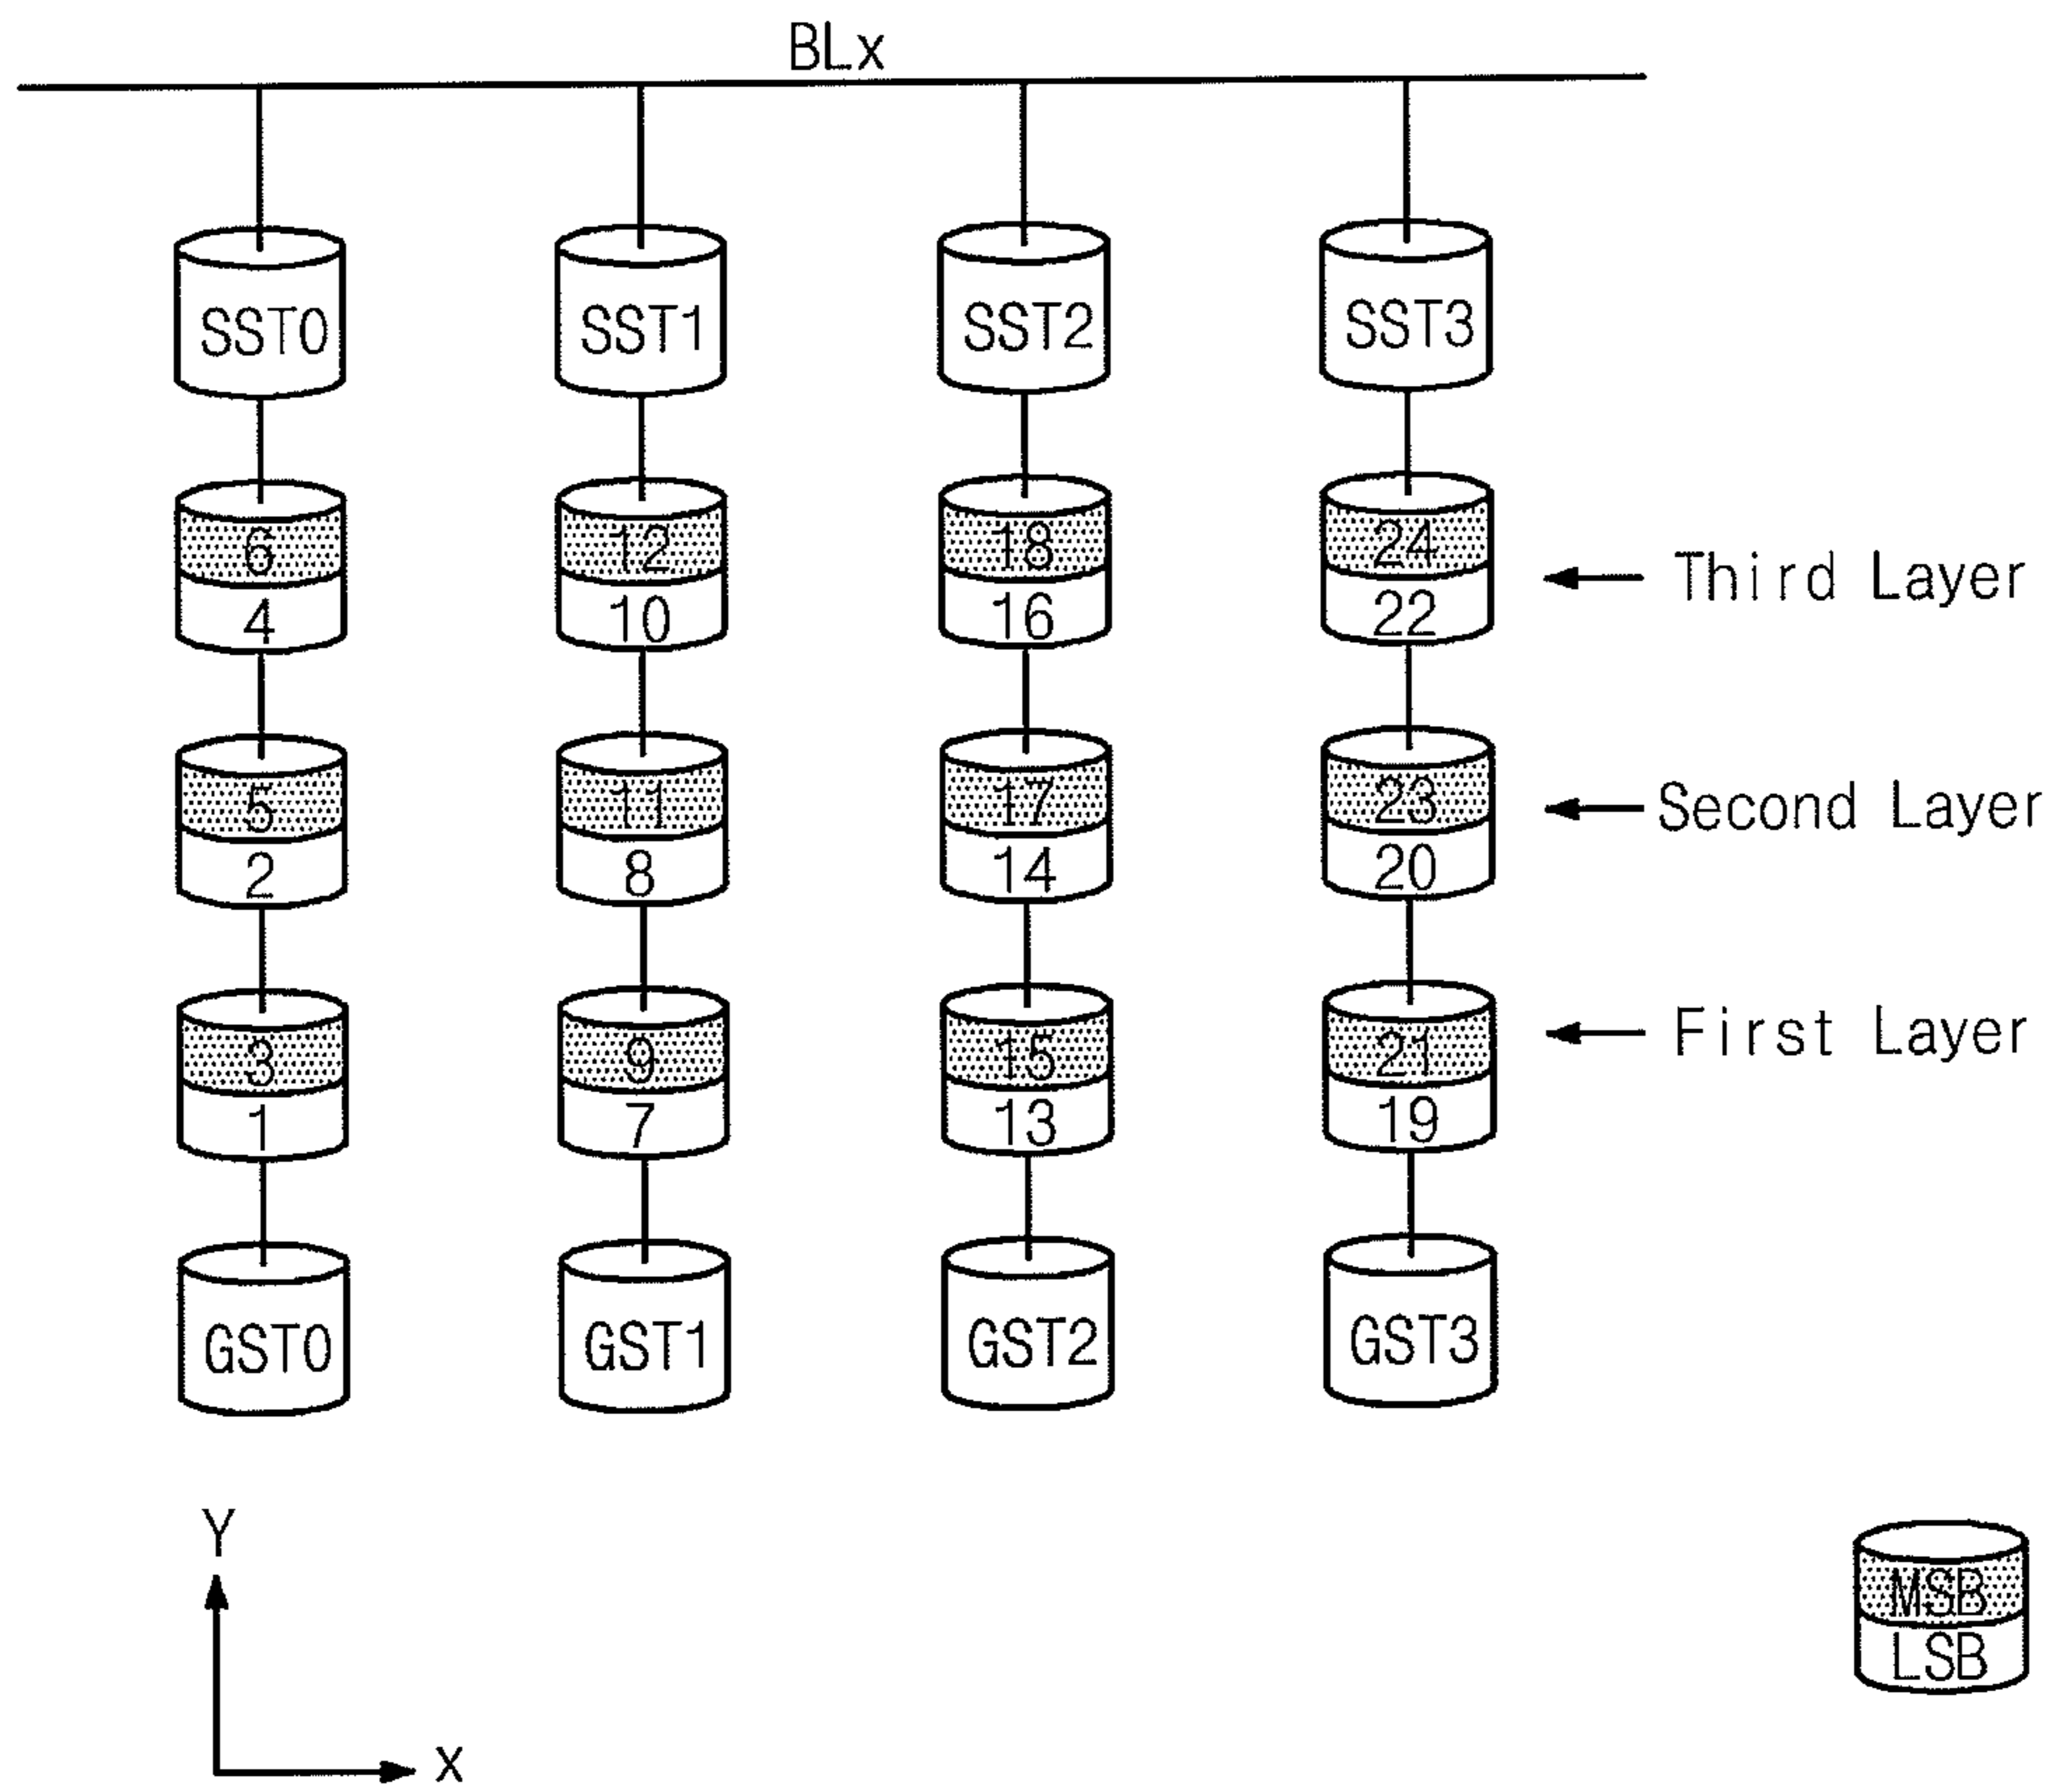 BLx
SST0 SST1 SST2 SST3
6 12 18 24
4 10 16 22
Third Layer
5 11 17 23
2 8 14 20
Second Layer
3 9 15 21
1 7 13 19
First Layer
GST0 GST1 GST2 GST3
Y
X
MSB
LSB